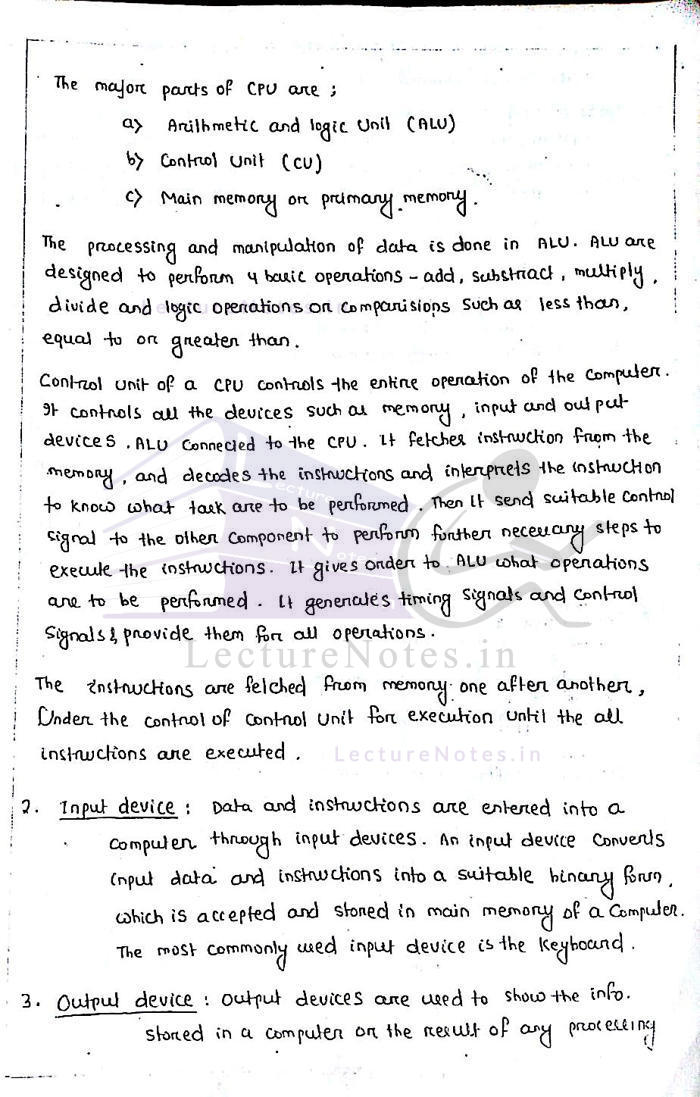 The major parts of CPU are ;
a> Arithmetic and logic Unit (ALU)
b> Control Unit (CU)
c> Main memory or primary memory.
The processing and manipulation of data is done in ALU. ALU are
designed to perform 4 basic operations - add, substract, multiply,
divide and logic operations or comparisions such as less than,
equal to or greater than.
Control unit of a CPU controls the entire operation of the computer.
It controls all the devices such as memory, input and output
devices. ALU connected to the CPU. It fetches instruction from the
memory, and decodes the instructions and interprets the instruction
to know what task are to be performed. Then it send suitable control
signal to the other component to perform further necessary steps to
execute the instructions. It gives order to ALU what operations
are to be performed. It generates timing signals and control
signals & provide them for all operations.
LectureNotes.in
The instructions are fetched from memory one after another,
Under the control of control unit for execution until the all
instructions are executed.
LectureNotes.in
2. Input device : Data and instructions are entered into a
computer through input devices. An input device converts
input data and instructions into a suitable binary form,
which is accepted and stored in main memory of a computer.
The most commonly used input device is the Keyboard.
3. Output device : Output devices are used to show the info.
stored in a computer or the result of any processing